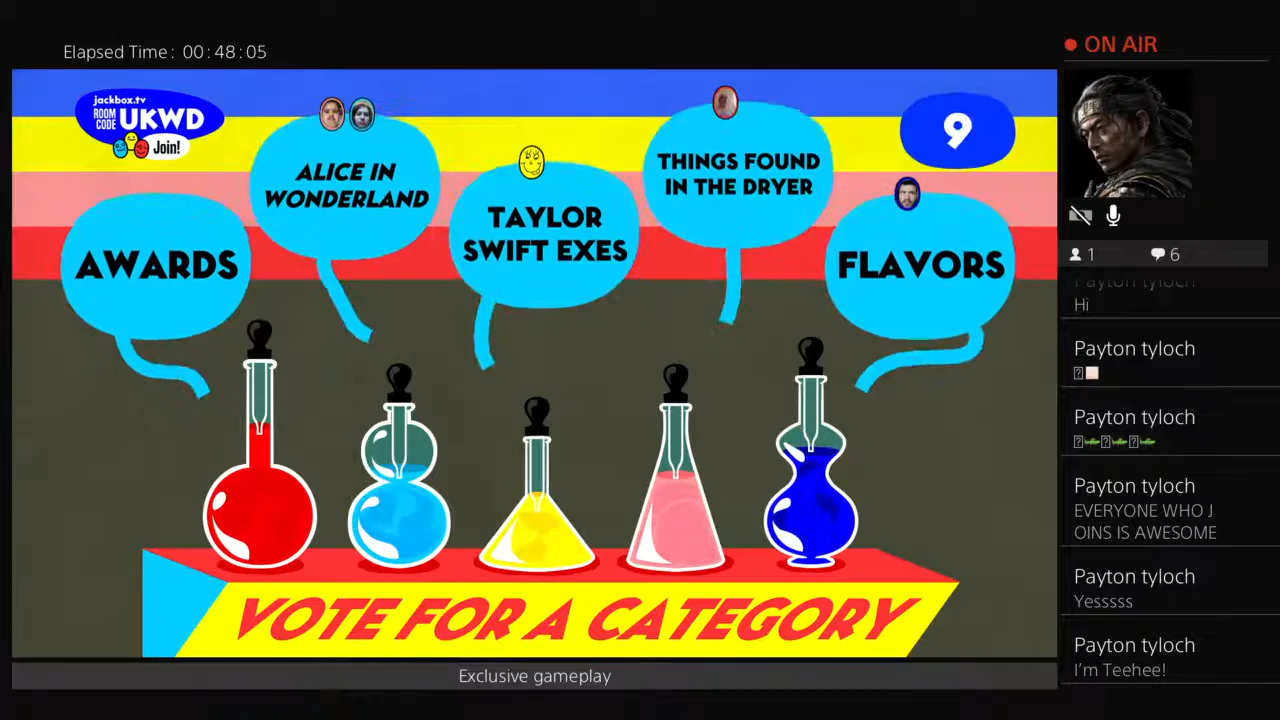 Elapsed Time: 00:48:05
ON AIR
jackbox.tv
ROOM CODE UKWD
Join!
9
AWARDS
ALICE IN
WONDERLAND
TAYLOR
SWIFT EXES
THINGS FOUND
IN THE DRYER
FLAVORS
VOTE FOR A CATEGORY
Exclusive gameplay
1 6
Payton tyloch
Hi
Payton tyloch
Payton tyloch
Payton tyloch
EVERYONE WHO J
OINS IS AWESOME
Payton tyloch
Yesssss
Payton tyloch
I'm Teehee!